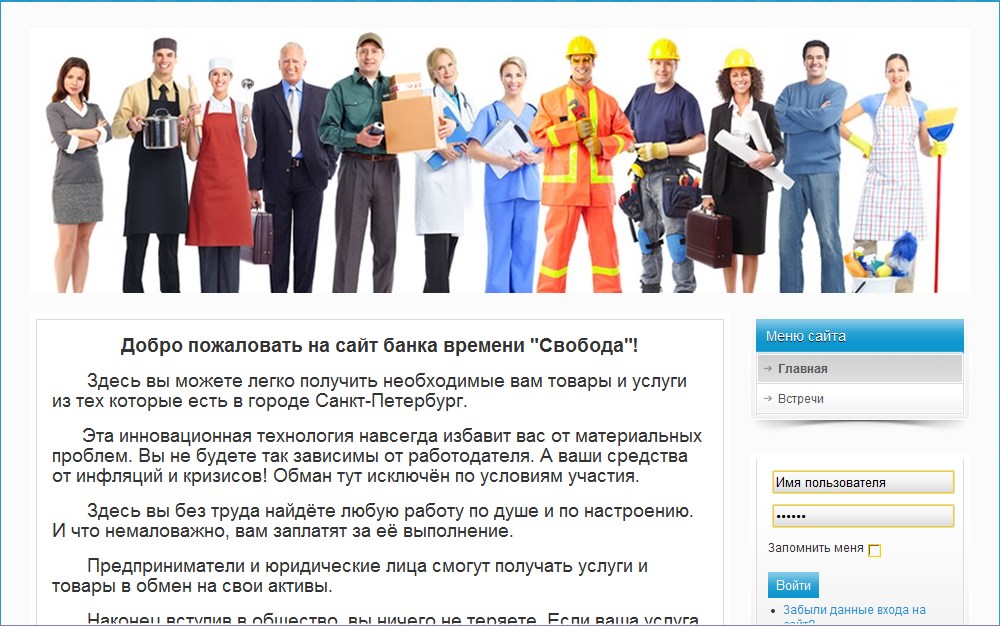 Добро пожаловать на сайт банка времени "Свобода"!
Здесь вы можете легко получить необходимые вам товары и услуги
из тех которые есть в городе Санкт-Петербург.
Эта инновационная технология навсегда избавит вас от материальных
проблем. Вы не будете так зависимы от работодателя. А ваши средства
от инфляций и кризисов! Обман тут исключён по условиям участия.
Здесь вы без труда найдёте любую работу по душе и по настроению.
И что немаловажно, вам заплатят за её выполнение.
Предприниматели и юридические лица смогут получать услуги и
товары в обмен на свои активы.
Наконец вступив в общество, вы ничего не теряете. Если ваша услуга
Меню сайта
Главная
Встречи
Имя пользователя
••••••
Запомнить меня
Войти
Забыли данные входа на
сайт?